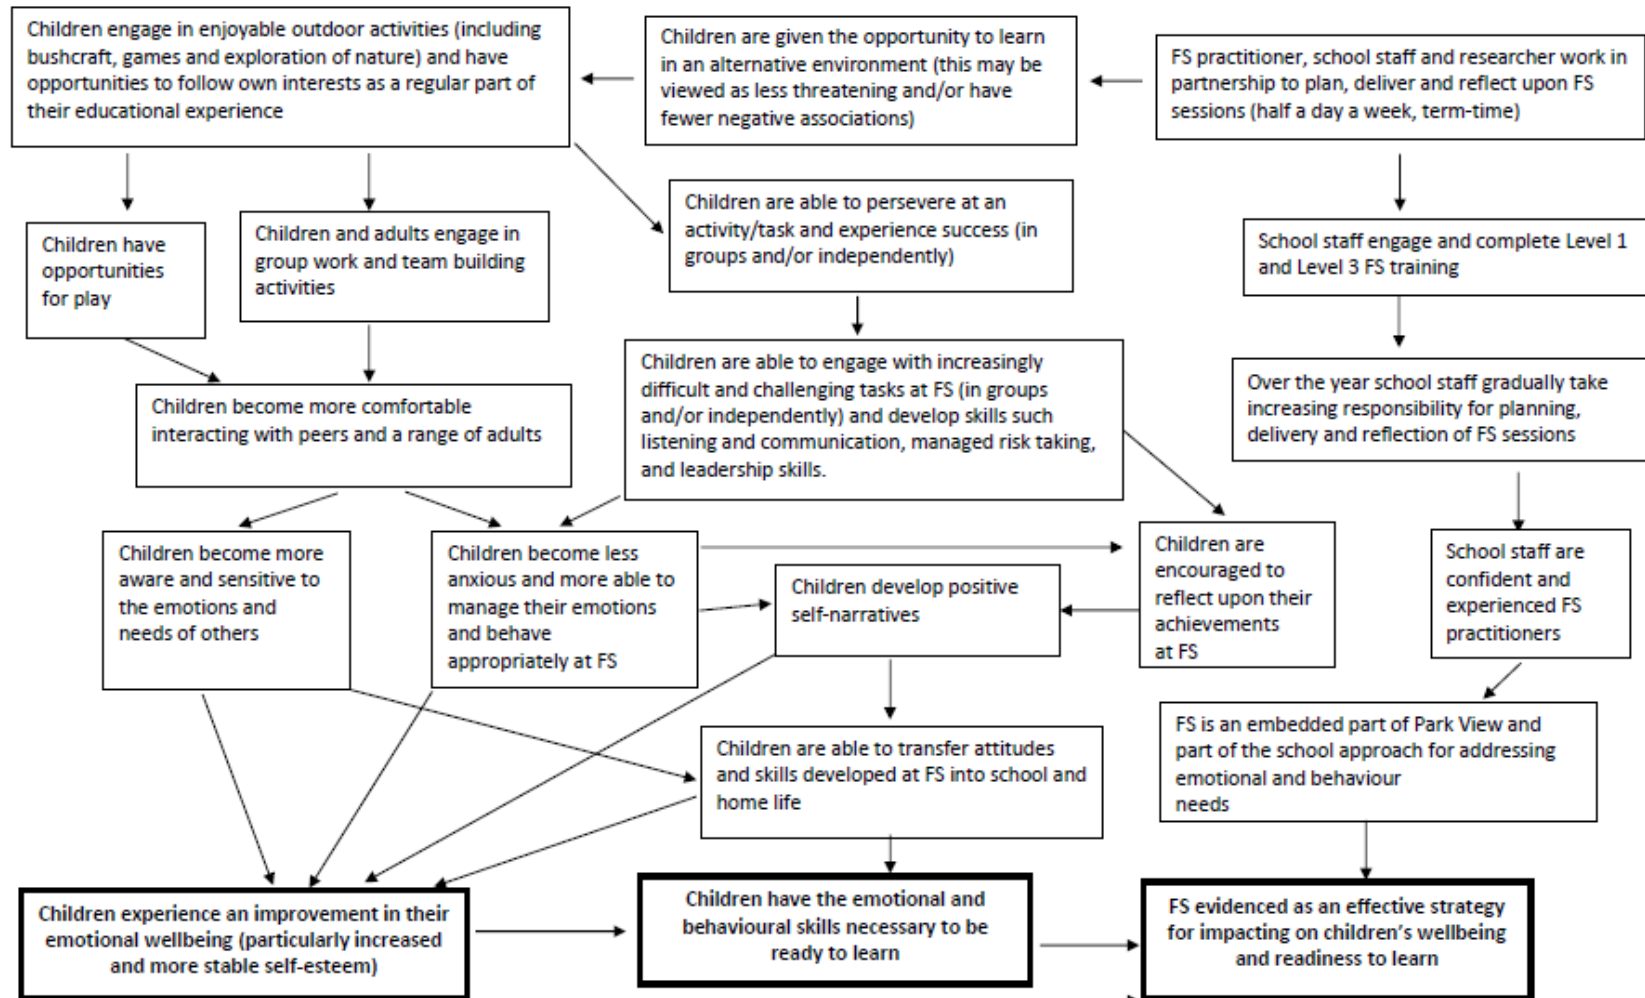 Children engage in enjoyable outdoor activities (including
bushcraft, games and exploration of nature) and have
opportunities to follow own interests as a regular part of
their educational experience
Children are given the opportunity to learn
in an alternative environment (this may be
viewed as less threatening and/or have
fewer negative associations)
FS practitioner, school staff and researcher work in
partnership to plan, deliver and reflect upon FS
sessions (half a day a week, term-time)
Children have
opportunities
for play
Children and adults engage in
group work and team building
activities
Children are able to persevere at an
activity/task and experience success (in
groups and/or independently)
School staff engage and complete Level 1
and Level 3 FS training
Children become more comfortable
interacting with peers and a range of adults
Children are able to engage with increasingly
difficult and challenging tasks at FS (in groups
and/or independently) and develop skills such
listening and communication, managed risk taking,
and leadership skills.
Over the year school staff gradually take
increasing responsibility for planning,
delivery and reflection of FS sessions
Children become more
aware and sensitive to
the emotions and
needs of others
Children become less
anxious and more able to
manage their emotions
and behave
appropriately at FS
Children develop positive
self-narratives
Children are
encouraged to
reflect upon their
achievements
at FS
School staff are
confident and
experienced FS
practitioners
Children are able to transfer attitudes
and skills developed at FS into school and
home life
FS is an embedded part of Park View and
part of the school approach for addressing
emotional and behaviour
needs
Children experience an improvement in their
emotional wellbeing (particularly increased
and more stable self-esteem)
Children have the emotional and
behavioural skills necessary to be
ready to learn
FS evidenced as an effective strategy
for impacting on children's wellbeing
and readiness to learn